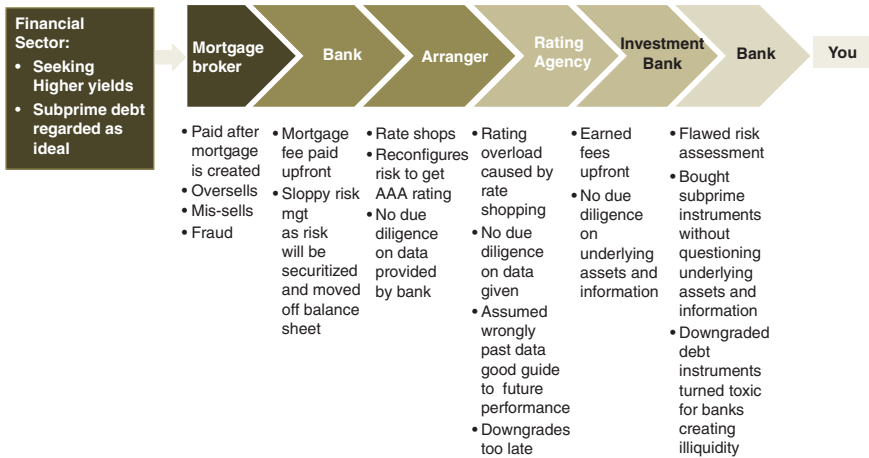 Financial
Sector:
• Seeking
Higher yields
• Subprime debt
regarded as
ideal
Mortgage
broker
Bank
Arranger
Rating
Agency
Investment
Bank
Bank
You
• Paid after
mortgage
is created
• Oversells
• Mis-sells
• Fraud
• Mortgage
fee paid
upfront
• Sloppy risk
mgt
as risk
will be
securitized
and moved
off balance
sheet
• Rate shops
• Reconfigures
risk to get
AAA rating
• No due
diligence
on data
provided
by bank
• Rating
overload
caused by
rate
shopping
• No due
diligence
on data
given
• Assumed
wrongly
past data
good guide
to future
performance
• Downgrades
too late
• Earned
fees
upfront
• No due
diligence
on
underlying
assets and
information
• Flawed risk
assessment
• Bought
subprime
instruments
without
questioning
underlying
assets and
information
• Downgraded
debt
instruments
turned toxic
for banks
creating
illiquidity